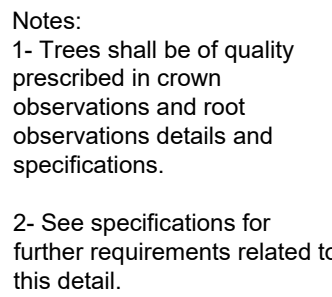 Notes:
1- Trees shall be of quality
prescribed in crown
observations and root
observations details and
specifications.
2- See specifications for
further requirements related to
this detail.